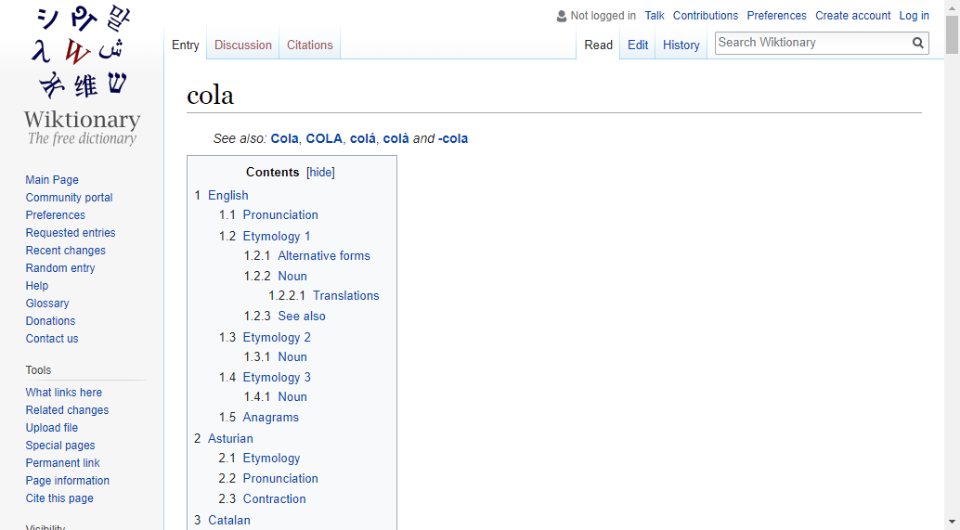 Not logged in Talk Contributions Preferences Create account Log in
Entry Discussion Citations Read Edit History Search Wiktionary
Wiktionary
The free dictionary
Main Page
Community portal
Preferences
Requested entries
Recent changes
Random entry
Help
Glossary
Donations
Contact us
Tools
What links here
Related changes
Upload file
Special pages
Permanent link
Page information
Cite this page
Visibility
cola
See also: Cola, COLA, colá, colà and -cola
Contents [hide]
1 English
1.1 Pronunciation
1.2 Etymology 1
1.2.1 Alternative forms
1.2.2 Noun
1.2.2.1 Translations
1.2.3 See also
1.3 Etymology 2
1.3.1 Noun
1.4 Etymology 3
1.4.1 Noun
1.5 Anagrams
2 Asturian
2.1 Etymology
2.2 Pronunciation
2.3 Contraction
3 Catalan